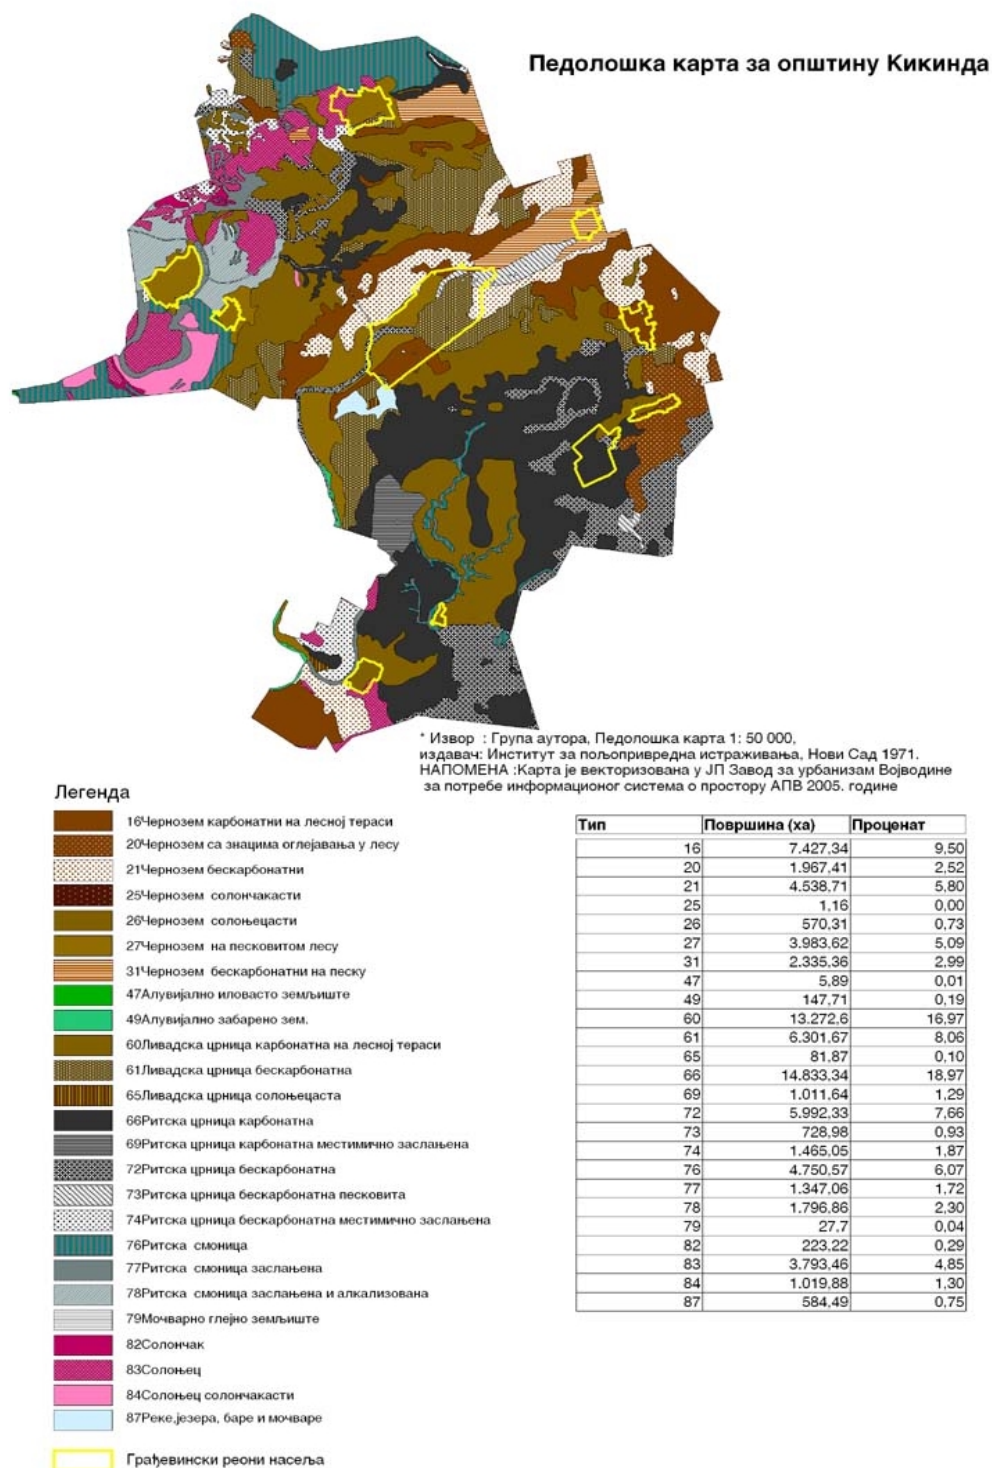 Педолошка карта за општину Кикинда
* Извор : Група аутора, Педолошка карта 1: 50 000,
издавач: Институт за пољопривредна истраживања, Нови Сад 1971.
НАПОМЕНА :Карта је векторизована у ЈП Завод за урбанизам Војводине
за потребе информационог система о простору АПВ 2005. године
Легенда
16Чернозем карбонатни на лесној тераси
20Чернозем са знацима оглејавања у лесу
21Чернозем бескарбонатни
25Чернозем солончакасти
26Чернозем солоњецасти
27Чернозем на песковитом лесу
31Чернозем бескарбонатни на песку
47Алувијално иловасто земљиште
49Алувијално забарено зем.
60Ливадска црница карбонатна на лесној тераси
61Ливадска црница бескарбонатна
65Ливадска црница солоњецаста
66Ритска црница карбонатна
69Ритска црница карбонатна местимично заслањена
72Ритска црница бескарбонатна
73Ритска црница бескарбонатна песковита
74Ритска црница бескарбонатна местимично заслањена
76Ритска смоница
77Ритска смоница заслањена
78Ритска смоница заслањена и алкализована
79Мочварно глејно земљиште
82Солончак
83Солоњец
84Солоњец солончакасти
87Реке,језера, баре и мочваре
Грађевински реони насеља
Тип Површина (ха) Проценат
16 7.427,34 9,50
20 1.967,41 2,52
21 4.538,71 5,80
25 1,16 0,00
26 570,31 0,73
27 3.983,62 5,09
31 2.335,36 2,99
47 5,89 0,01
49 147,71 0,19
60 13.272,6 16,97
61 6.301,67 8,06
65 81,87 0,10
66 14.833,34 18,97
69 1.011,64 1,29
72 5.992,33 7,66
73 728,98 0,93
74 1.465,05 1,87
76 4.750,57 6,07
77 1.347,06 1,72
78 1.796,86 2,30
79 27,7 0,04
82 223,22 0,29
83 3.793,46 4,85
84 1.019,88 1,30
87 584,49 0,75